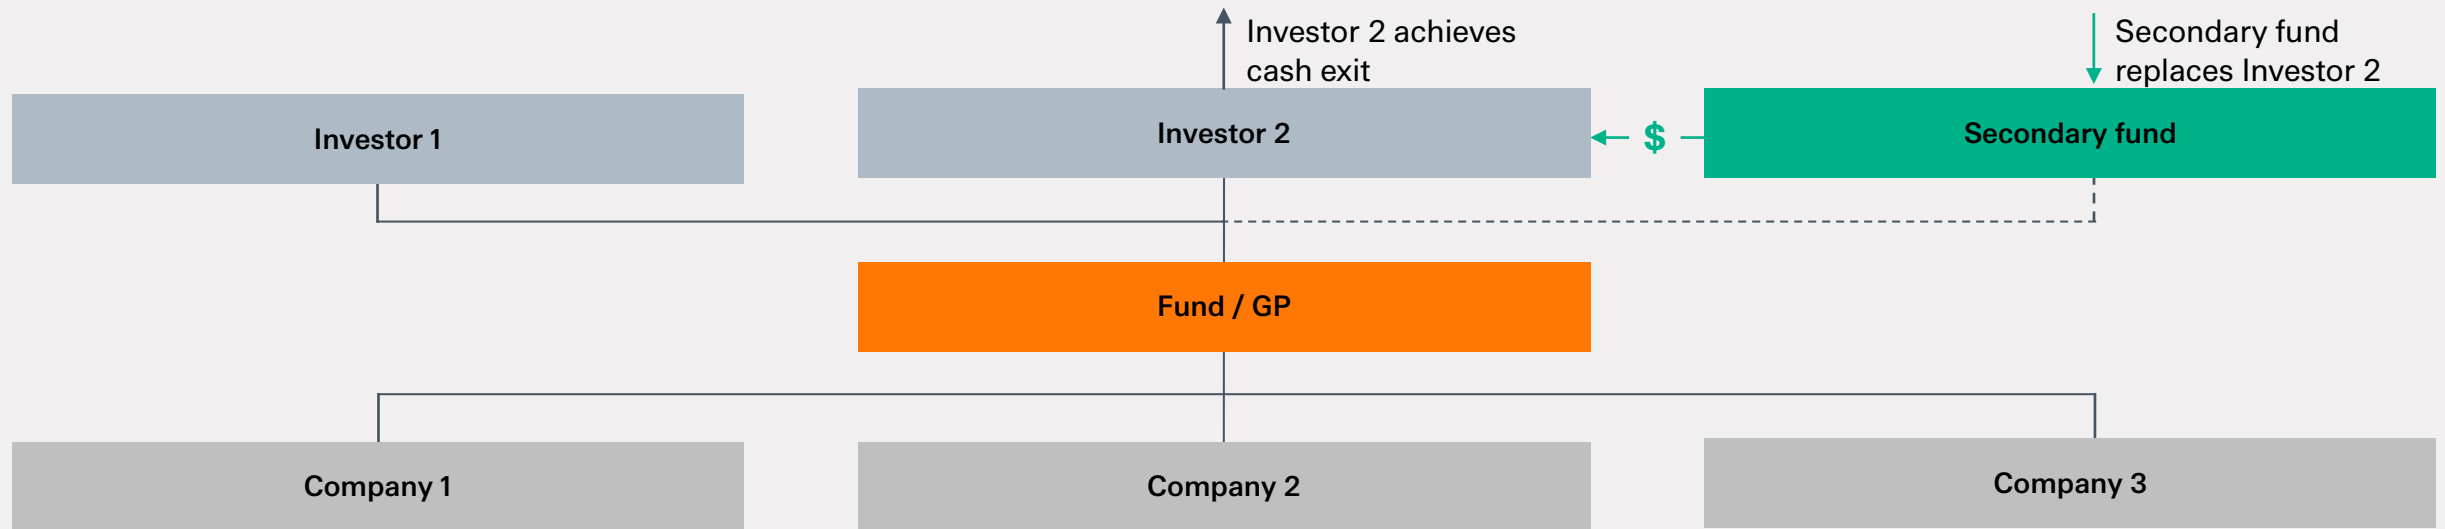 Investor 2 achieves
cash exit
Secondary fund
replaces Investor 2
Investor 1
Investor 2
$
Secondary fund
Fund / GP
Company 1
Company 2
Company 3